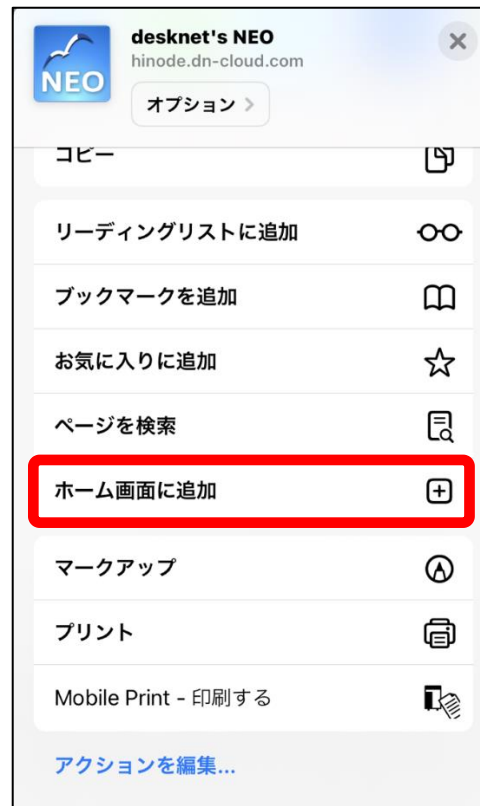 desknet's NEO
hinode.dn-cloud.com
NEO
オプション
コピー
リーディングリストに追加
ブックマークを追加
お気に入りに追加
ページを検索
ホーム画面に追加
マークアップ
プリント
Mobile Print - 印刷する
アクションを編集...